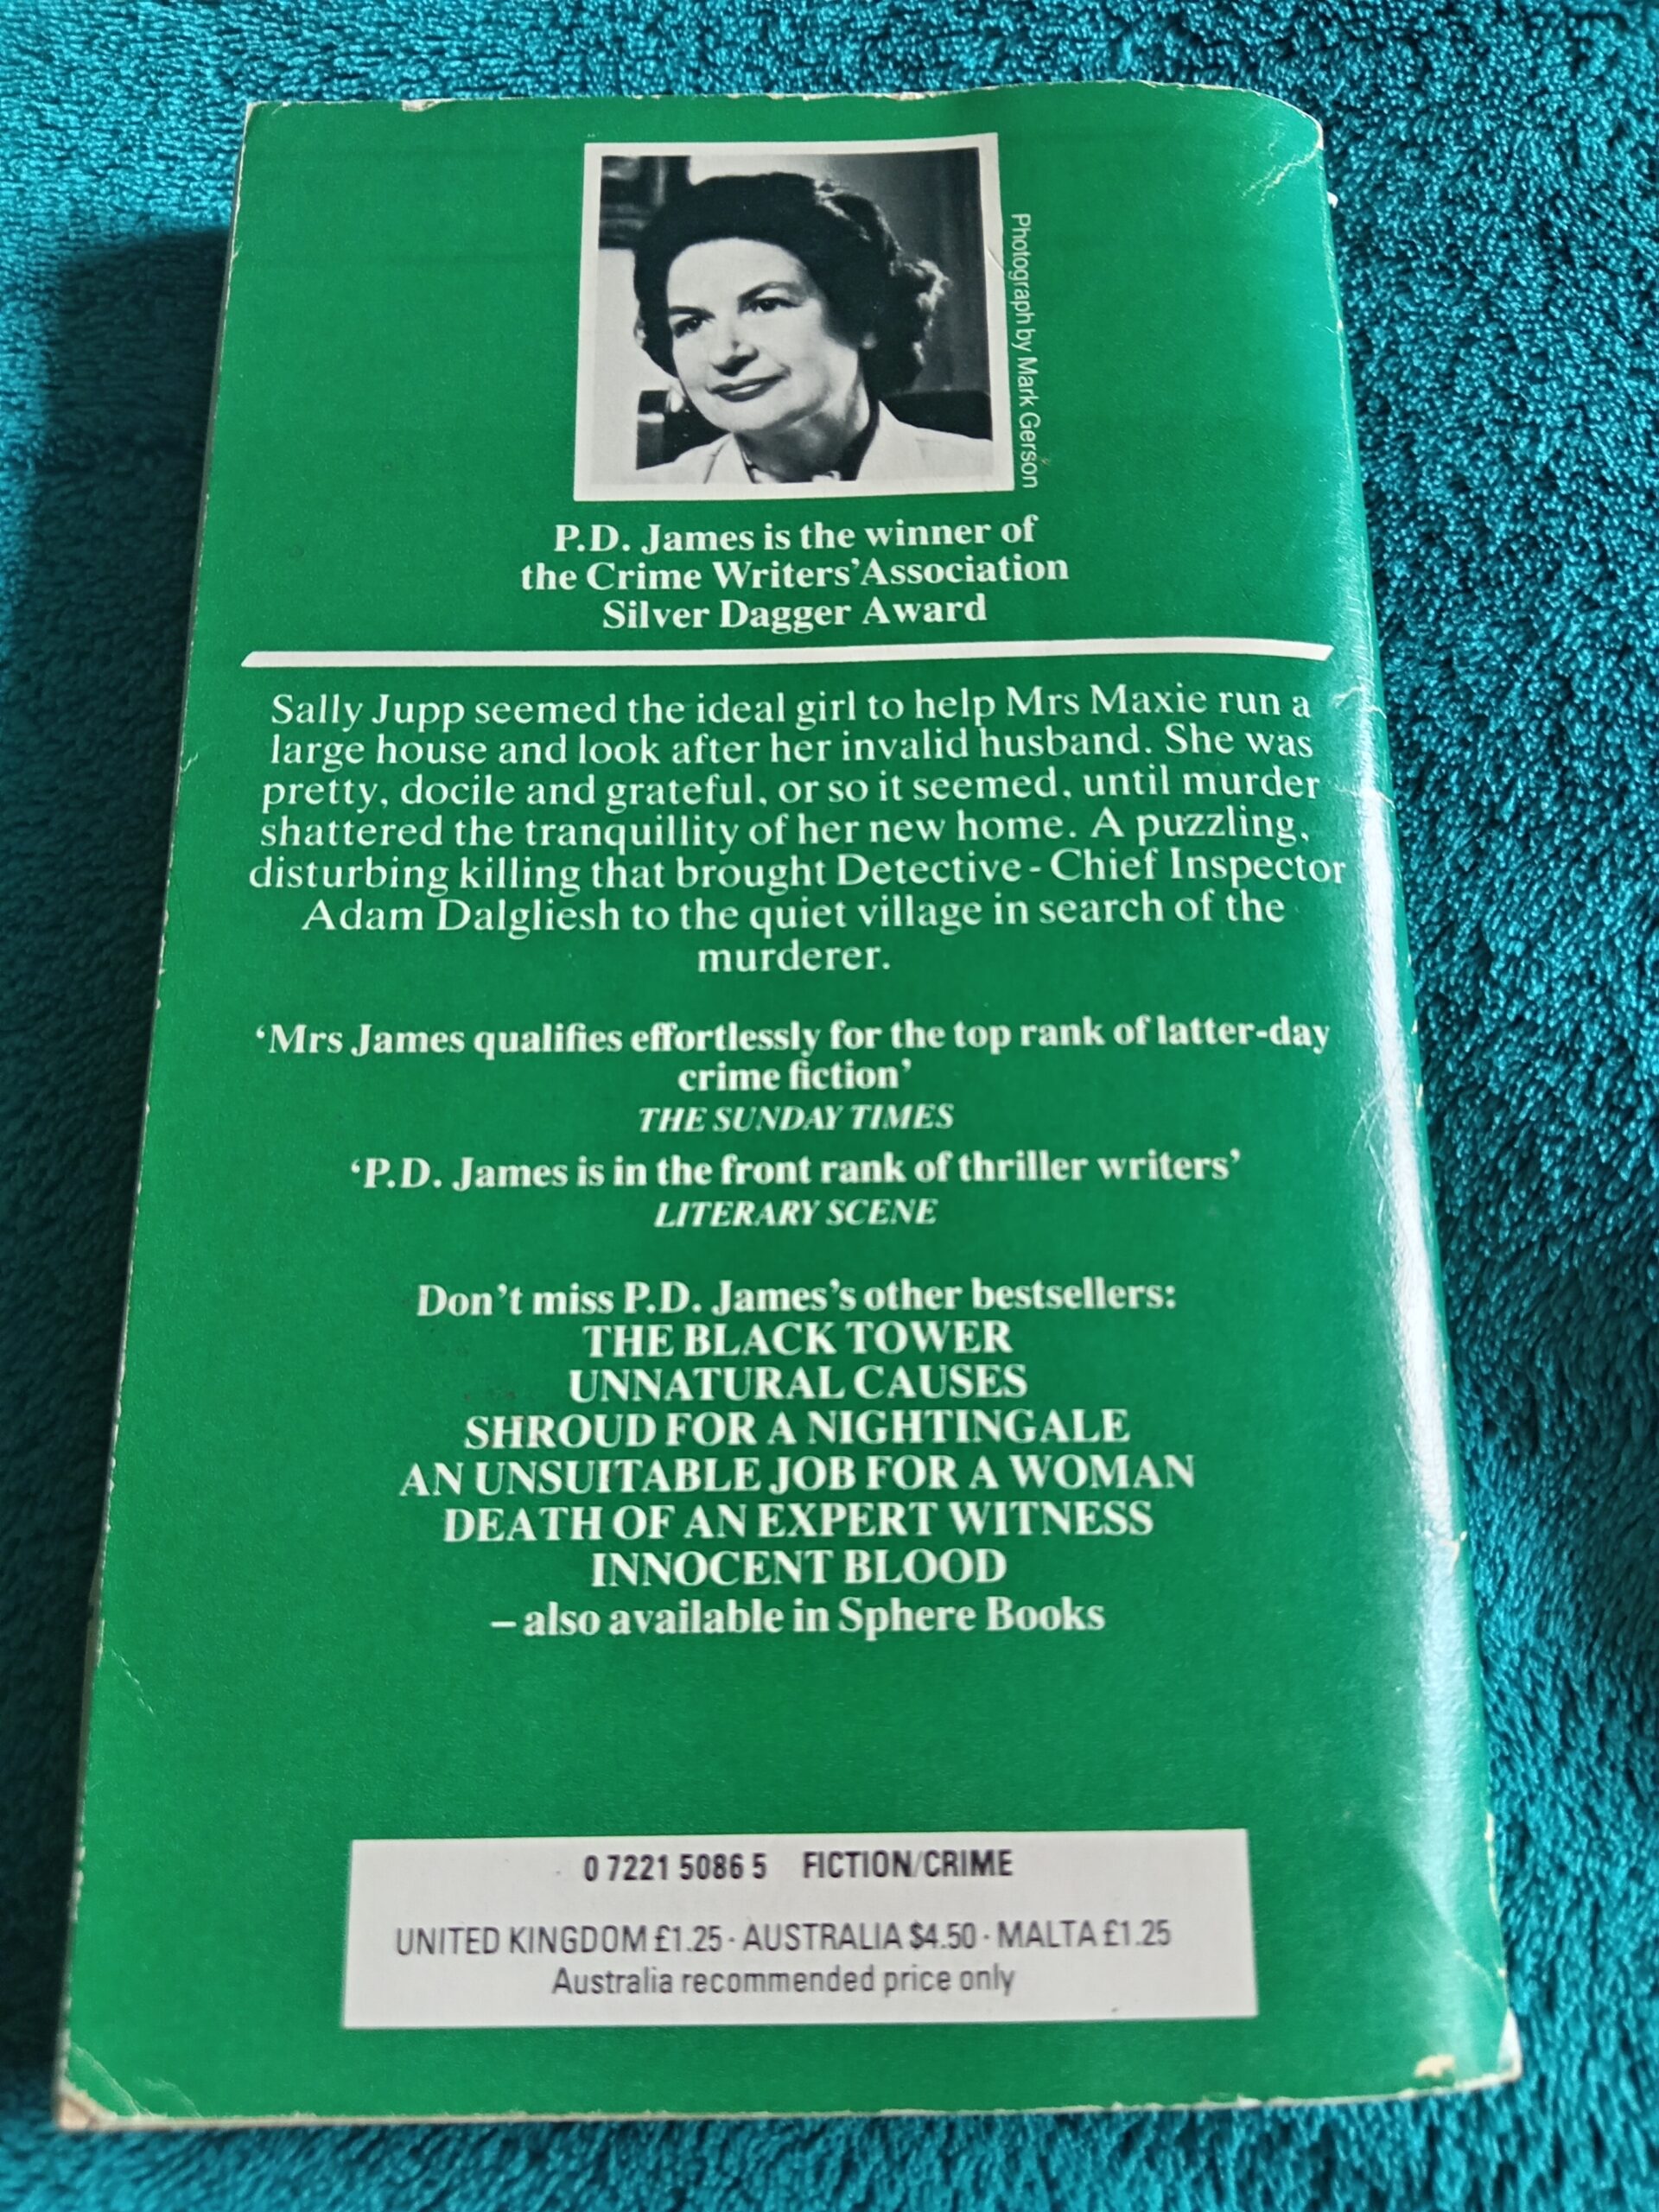 Photograph by Mark Gerson
P.D. James is the winner of
the Crime Writers' Association
Silver Dagger Award
Sally Jupp seemed the ideal girl to help Mrs Maxie run a
large house and look after her invalid husband. She was
pretty, docile and grateful, or so it seemed, until murder
shattered the tranquillity of her new home. A puzzling,
disturbing killing that brought Detective - Chief Inspector
Adam Dalgliesh to the quiet village in search of the
murderer.
‘Mrs James qualifies effortlessly for the top rank of latter-day
crime fiction’
THE SUNDAY TIMES
‘P.D. James is in the front rank of thriller writers’
LITERARY SCENE
Don't miss P.D. James's other bestsellers:
THE BLACK TOWER
UNNATURAL CAUSES
SHROUD FOR A NIGHTINGALE
AN UNSUITABLE JOB FOR A WOMAN
DEATH OF AN EXPERT WITNESS
INNOCENT BLOOD
– also available in Sphere Books
0 7221 5086 5 FICTION/CRIME
UNITED KINGDOM £1.25 · AUSTRALIA $4.50 · MALTA £1.25
Australia recommended price only